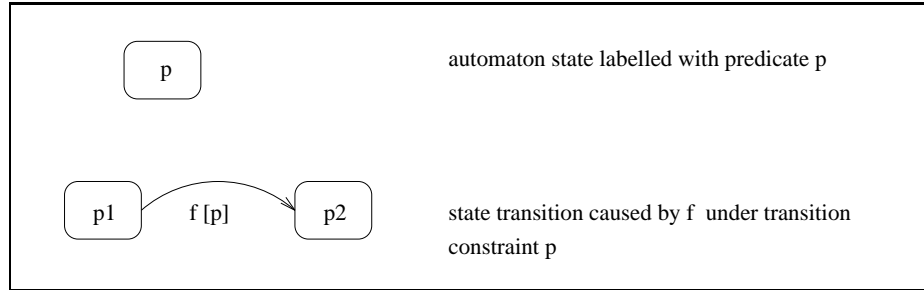 p
automaton state labelled with predicate p
p1
f [p]
p2
state transition caused by f under transition
constraint p